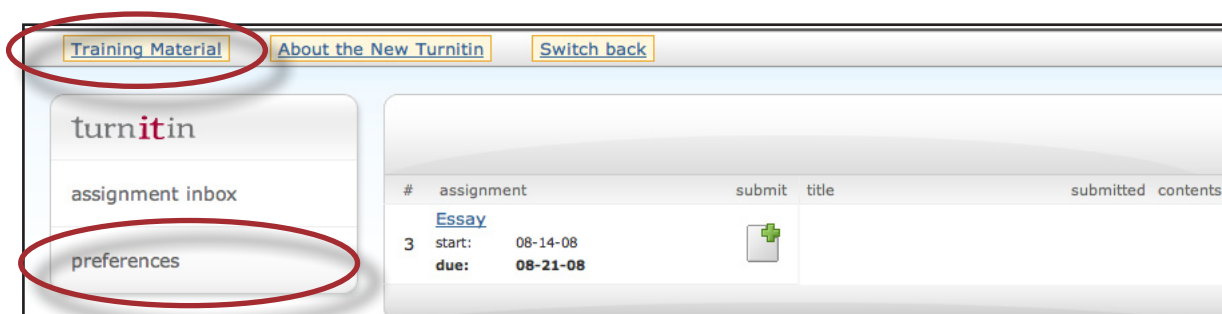 Training Material About the New Turnitin Switch back
turnitin
assignment inbox
preferences
# assignment submit title submitted contents
Essay
3 start: 08-14-08
due: 08-21-08